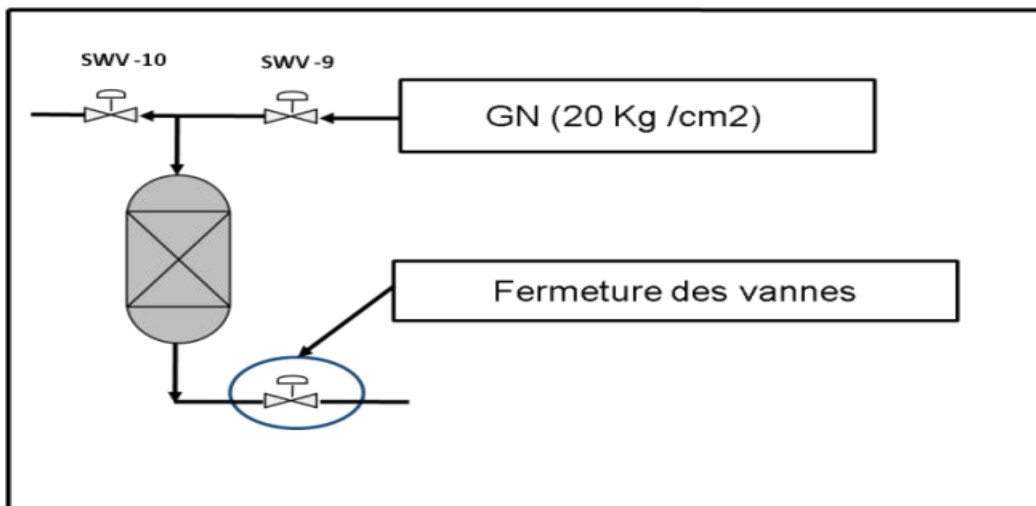 SWV -10
SWV -9
GN (20 Kg /cm2)
Fermeture des vannes